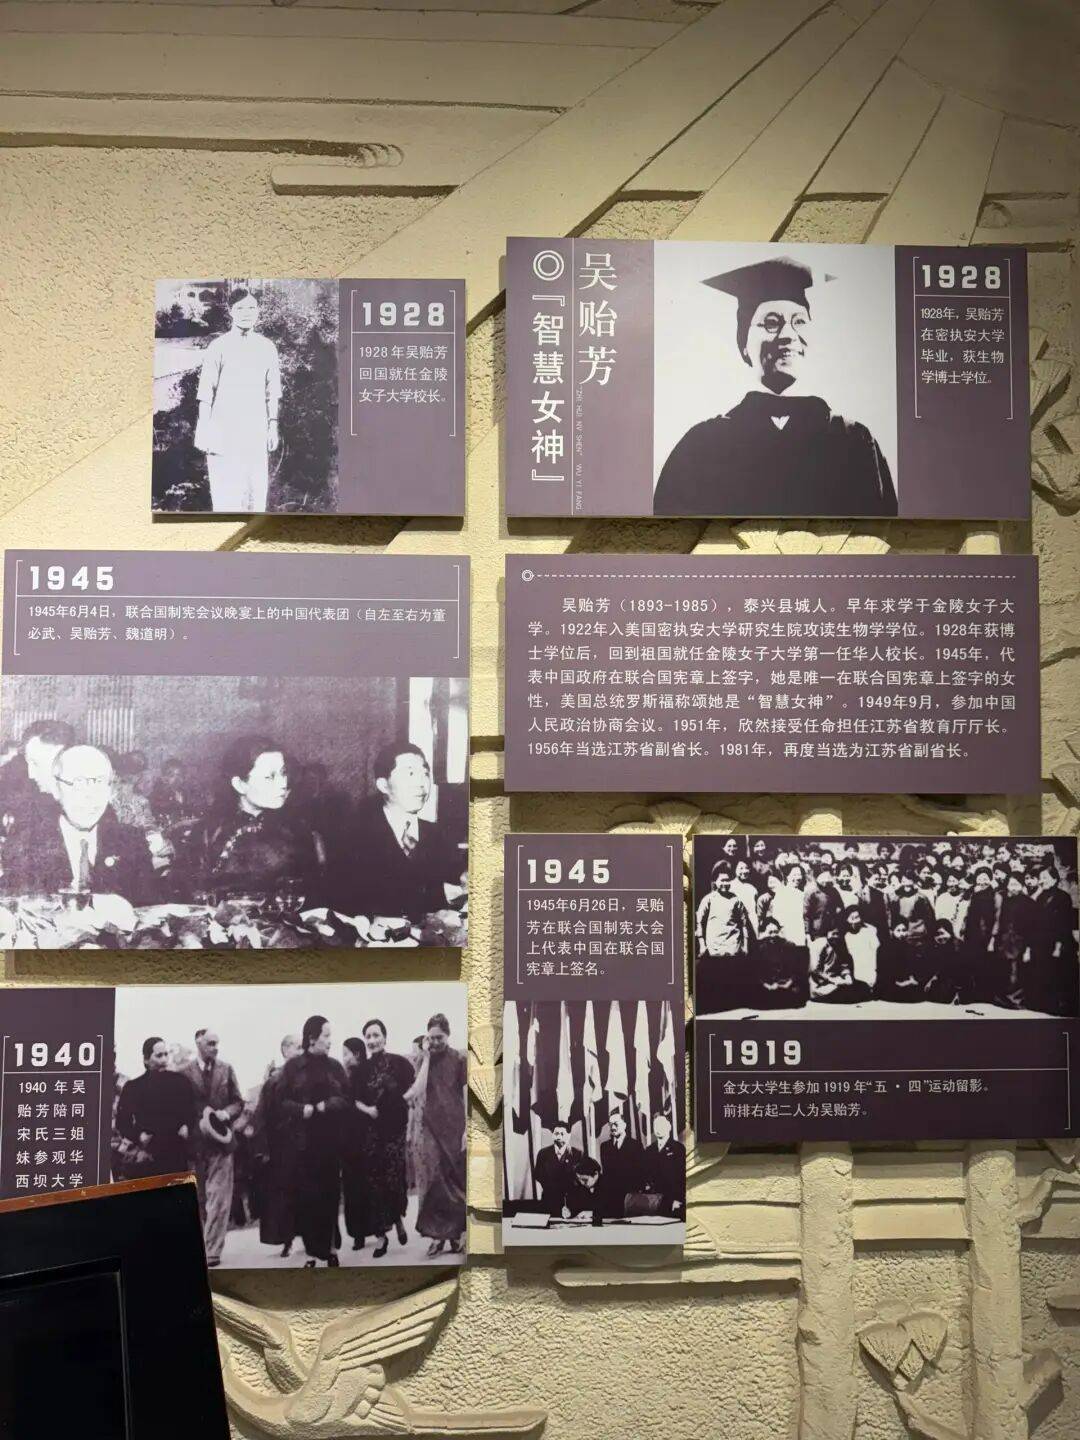 1928
1928年吴贻芳
回国就任金陵
女子大学校长。
吴贻芳
『智慧女神』
"ZHI HUI NV SHEN" WU YI FANG
1928
1928年，吴贻芳
在密执安大学
毕业，获生物
学博士学位。
1945
1945年6月4日，联合国制宪会议晚宴上的中国代表团（自左至右为董
必武、吴贻芳、魏道明）。
吴贻芳（1893-1985），泰兴县城人。早年求学于金陵女子大
学。1922年入美国密执安大学研究生院攻读生物学学位。1928年获博
士学位后，回到祖国就任金陵女子大学第一任华人校长。1945年，代
表中国政府在联合国宪章上签字，她是唯一在联合国宪章上签字的女
性，美国总统罗斯福称颂她是“智慧女神”。1949年9月，参加中国
人民政治协商会议。1951年，欣然接受任命担任江苏省教育厅厅长。
1956年当选江苏省副省长。1981年，再度当选为江苏省副省长。
1945
1945年6月26日，吴贻
芳在联合国制宪大会
上代表中国在联合国
宪章上签名。
1919
金女大学生参加1919年“五·四”运动留影。
前排右起二人为吴贻芳。
1940
1940年吴
贻芳陪同
宋氏三姐
妹参观华
西坝大学